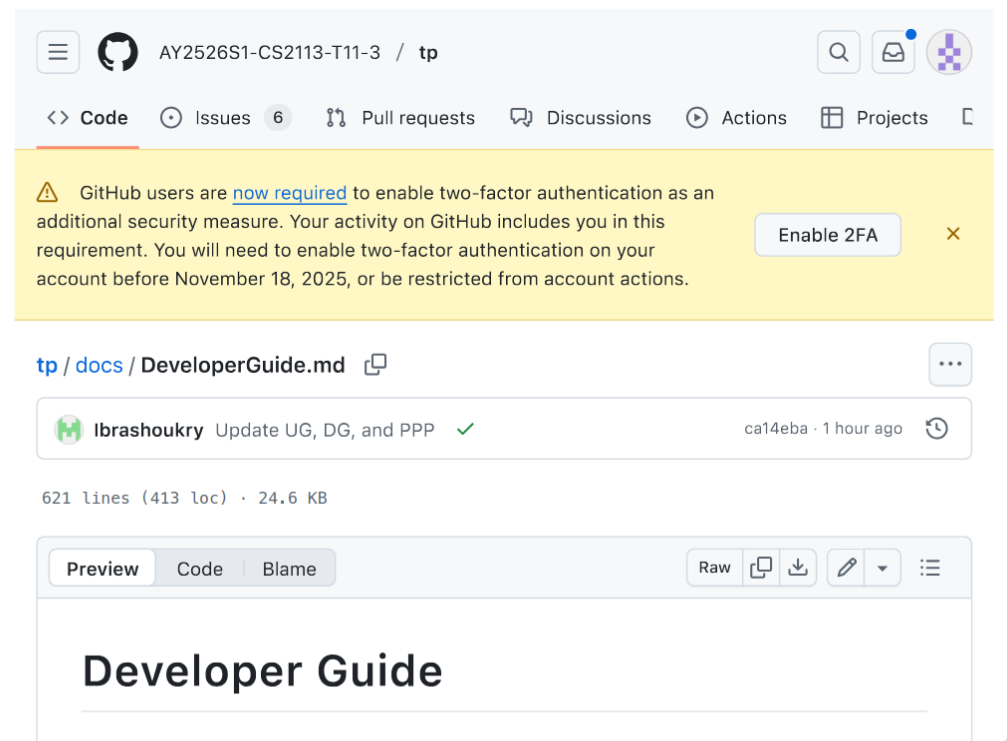 AY2526S1-CS2113-T11-3 / tp
Code Issues 6 Pull requests Discussions Actions Projects
GitHub users are now required to enable two-factor authentication as an
additional security measure. Your activity on GitHub includes you in this
requirement. You will need to enable two-factor authentication on your
account before November 18, 2025, or be restricted from account actions.
Enable 2FA
tp / docs / DeveloperGuide.md
Ibrashoukry Update UG, DG, and PPP ca14eba · 1 hour ago
621 lines (413 loc) · 24.6 KB
Preview Code Blame Raw
Developer Guide